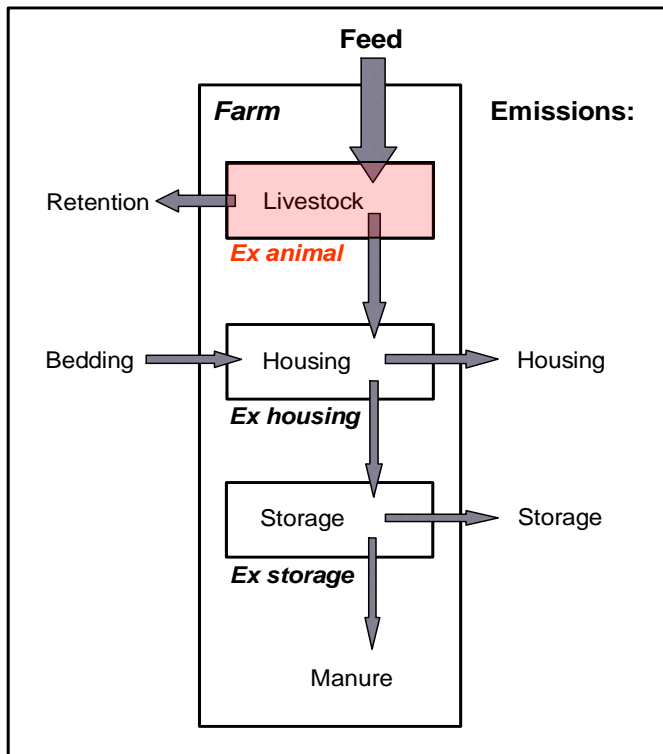 Feed
Farm
Emissions:
Livestock
Retention
Ex animal
Bedding
Housing
Housing
Ex housing
Storage
Storage
Ex storage
Manure